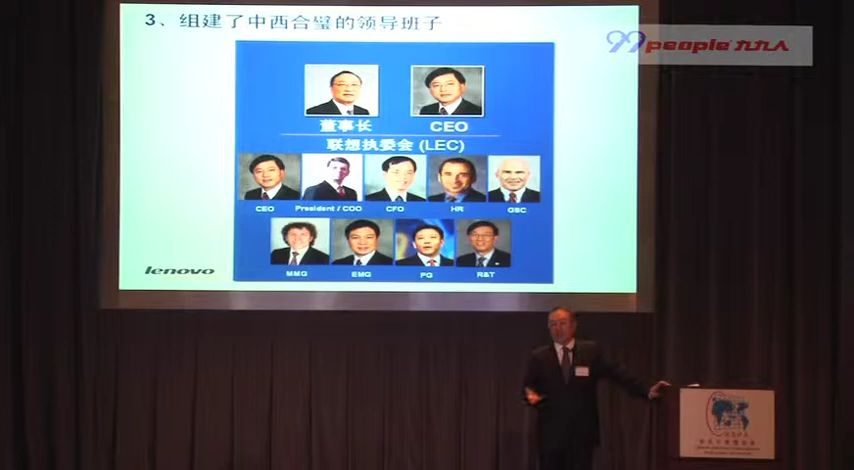 3、组建了中西合璧的领导班子
99people 九九人
董事长 CEO
联想执委会 (LEC)
CEO President / COO CFO HR GSC
MMG EMG PG R&T
lenovo